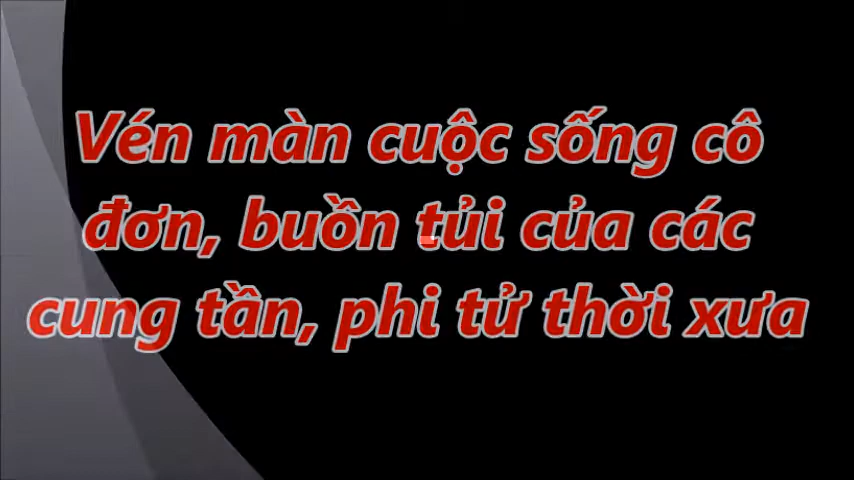 Vén màn cuộc sống cô
đơn, buồn tủi của các
cung tần, phi tử thời xưa